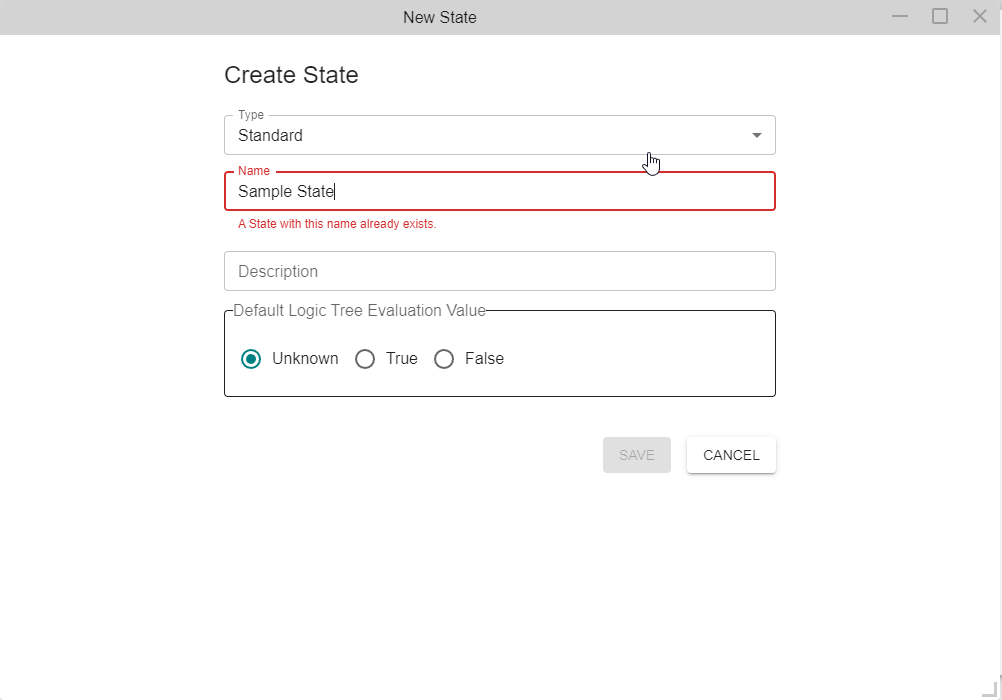 New State
Create State
Type
Standard
Name
Sample State
A State with this name already exists.
Description
Default Logic Tree Evaluation Value
Unknown True False
SAVE CANCEL